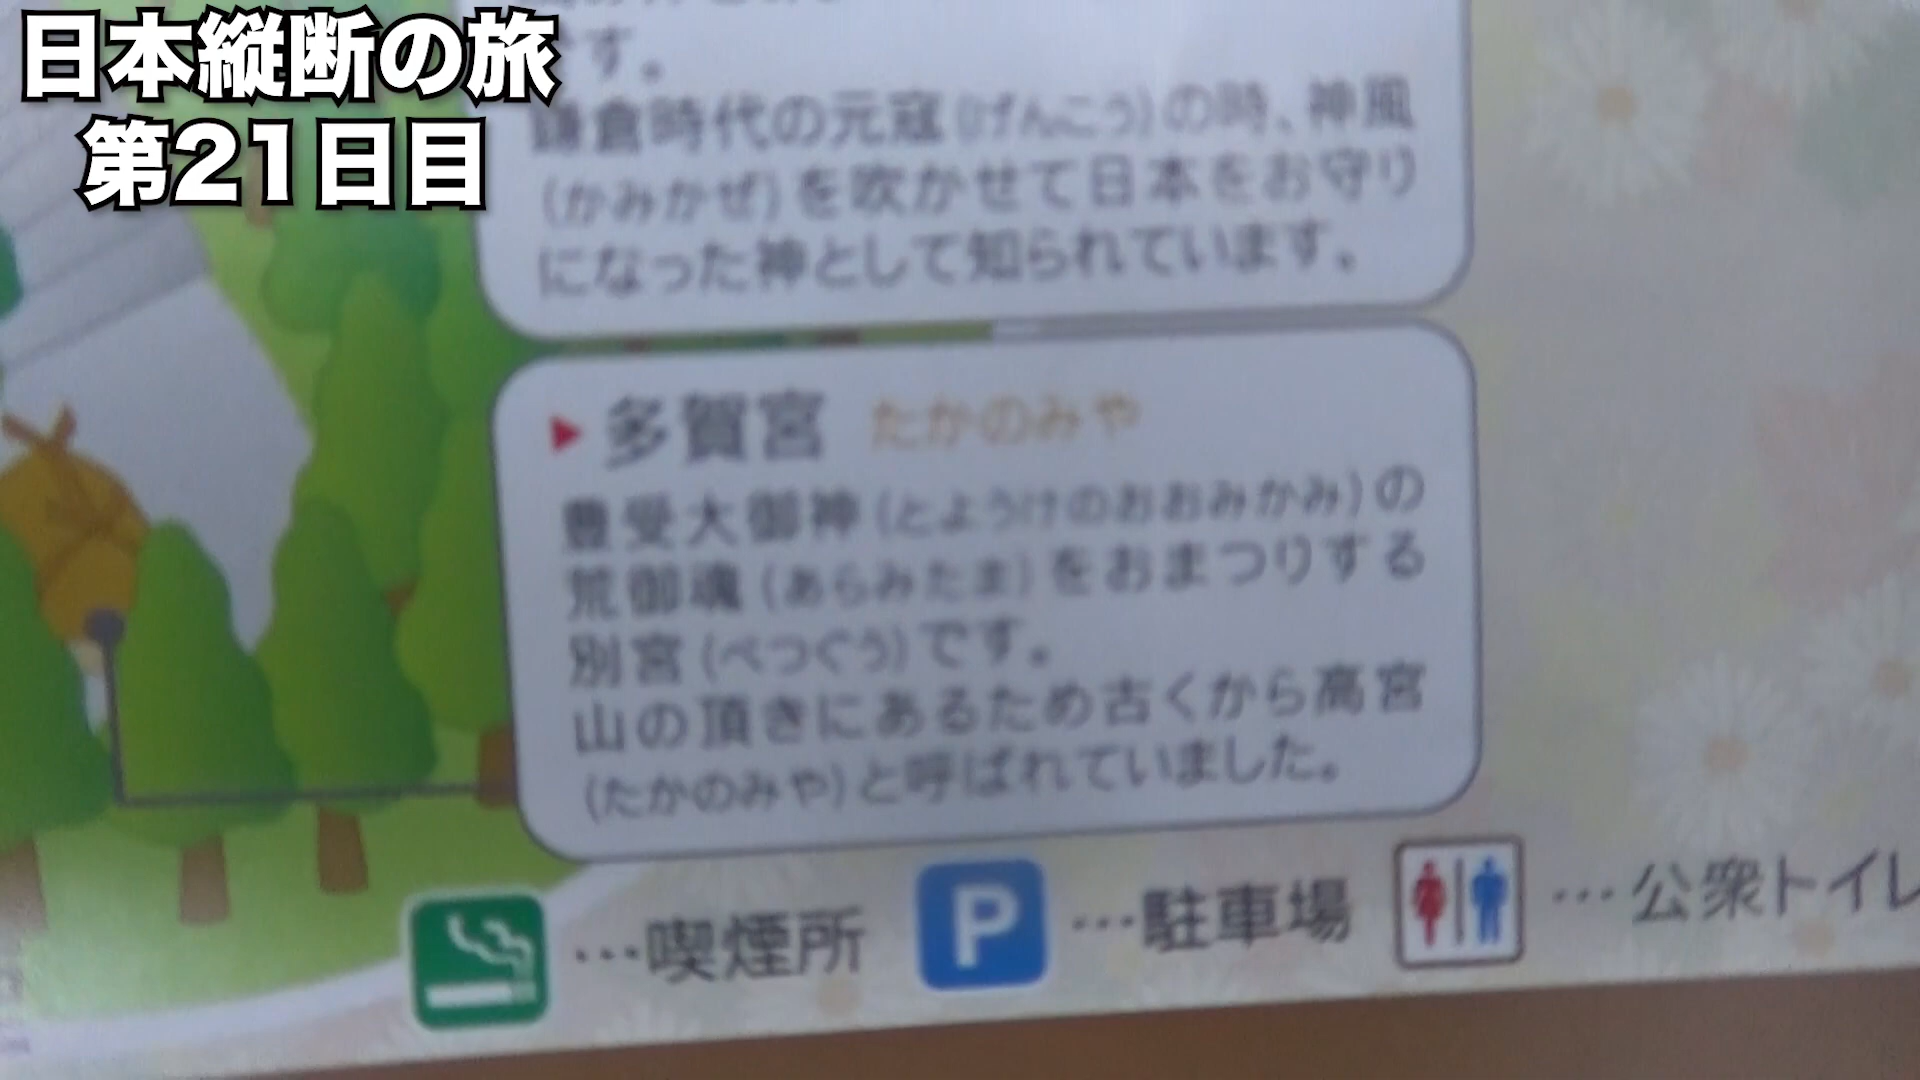 日本縦断の旅
第21日目
す。
鎌倉時代の元寇(げんこう)の時、神風
(かみかぜ)を吹かせて日本をお守り
になった神として知られています。
▶多賀宮 たかのみや
豊受大御神(とようけのおおみかみ)の
荒御魂(あらみたま)をおまつりする
別宮(べつぐう)です。
山の頂きにあるため古くから高宮
(たかのみや)と呼ばれていました。
…喫煙所 P…駐車場 …公衆トイレ